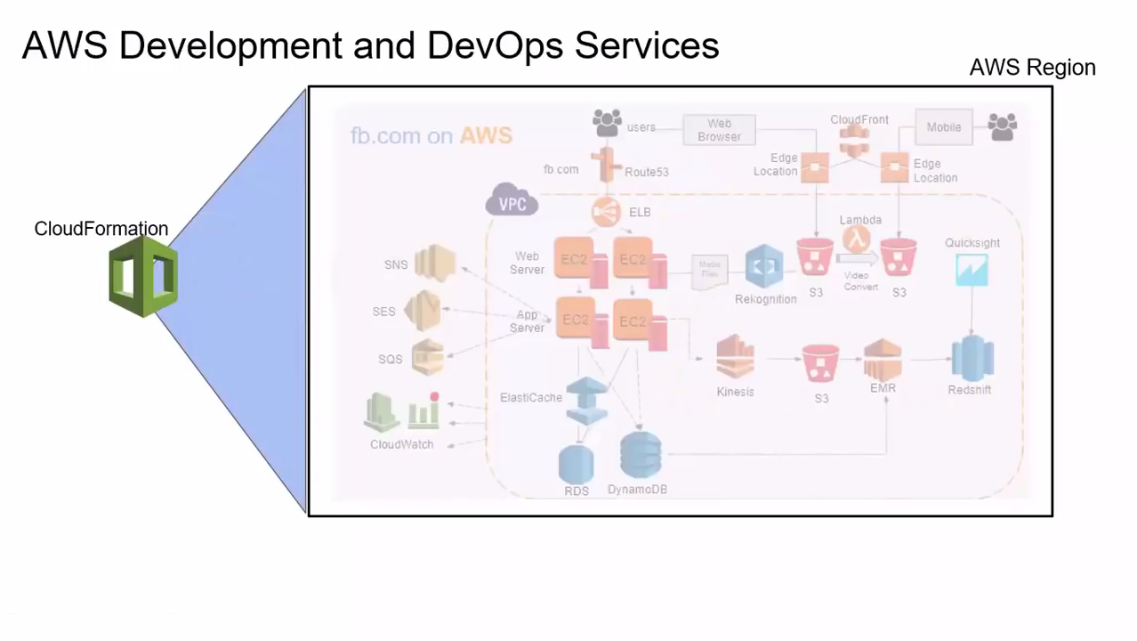 AWS Development and DevOps Services
AWS Region
fb.com on AWS
users
Web
Browser
CloudFront
Mobile
fb.com
Route53
Edge
Location
Edge
Location
VPC
ELB
CloudFormation
Lambda
Quicksight
SNS
Web
Server
EC2
EC2
Media
Files
Rekognition
S3
Video
Convert
S3
SES
App
Server
EC2
EC2
SQS
Kinesis
S3
EMR
Redshift
ElastiCache
CloudWatch
RDS
DynamoDB